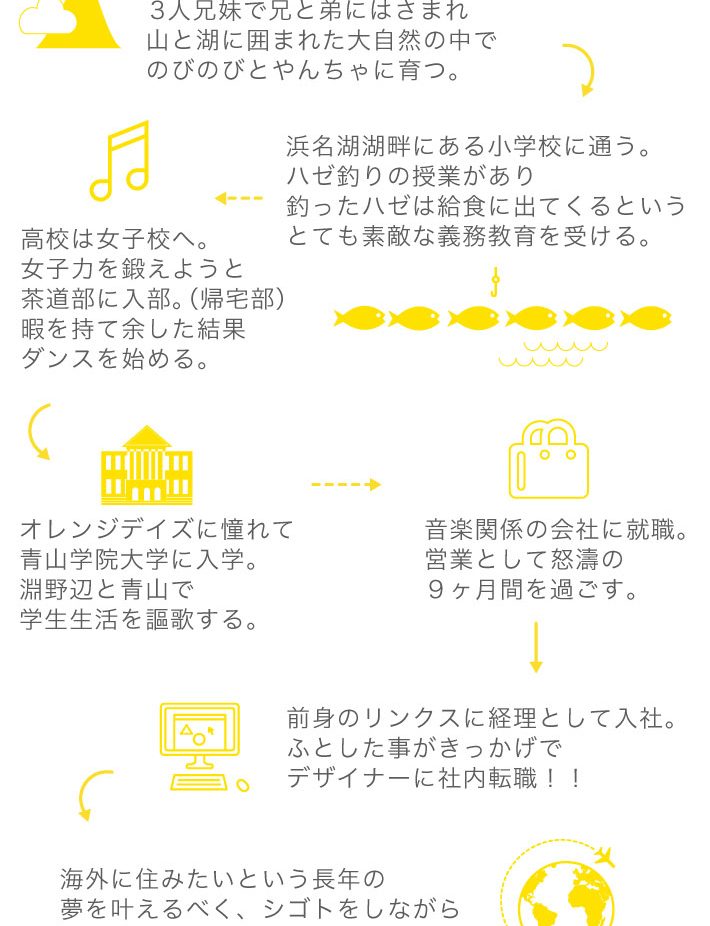 3人兄妹で兄と弟にはさまれ
山と湖に囲まれた大自然の中で
のびのびとやんちゃに育つ。
浜名湖湖畔にある小学校に通う。
ハゼ釣りの授業があり
釣ったハゼは給食に出てくるという
とても素敵な義務教育を受ける。
高校は女子校へ。
女子力を鍛えようと
茶道部に入部。（帰宅部）
暇を持て余した結果
ダンスを始める。
オレンジデイズに憧れて
青山学院大学に入学。
淵野辺と青山で
学生生活を謳歌する。
音楽関係の会社に就職。
営業として怒濤の
９ヶ月間を過ごす。
前身のリンクスに経理として入社。
ふとした事がきっかけで
デザイナーに社内転職！！
海外に住みたいという長年の
夢を叶えるべく、シゴトをしながら